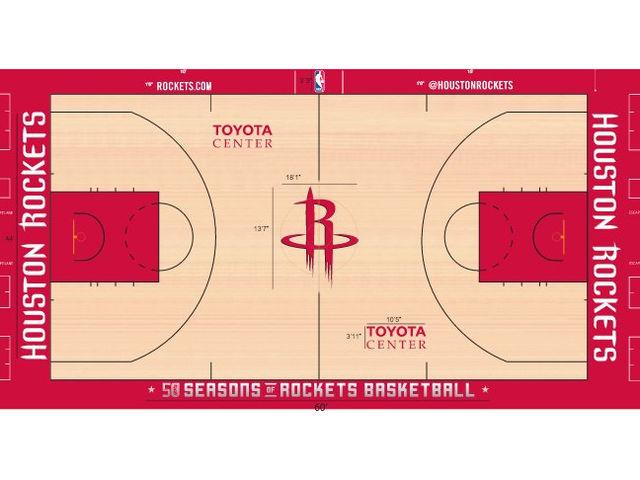 ROCKETS.COM
@HOUSTONROCKETS
HOUSTON ROCKETS
HOUSTON ROCKETS
TOYOTA
CENTER
18'1"
13'7"
R
10'5"
3'11"
TOYOTA
CENTER
50 SEASONS OF ROCKETS BASKETBALL
60'